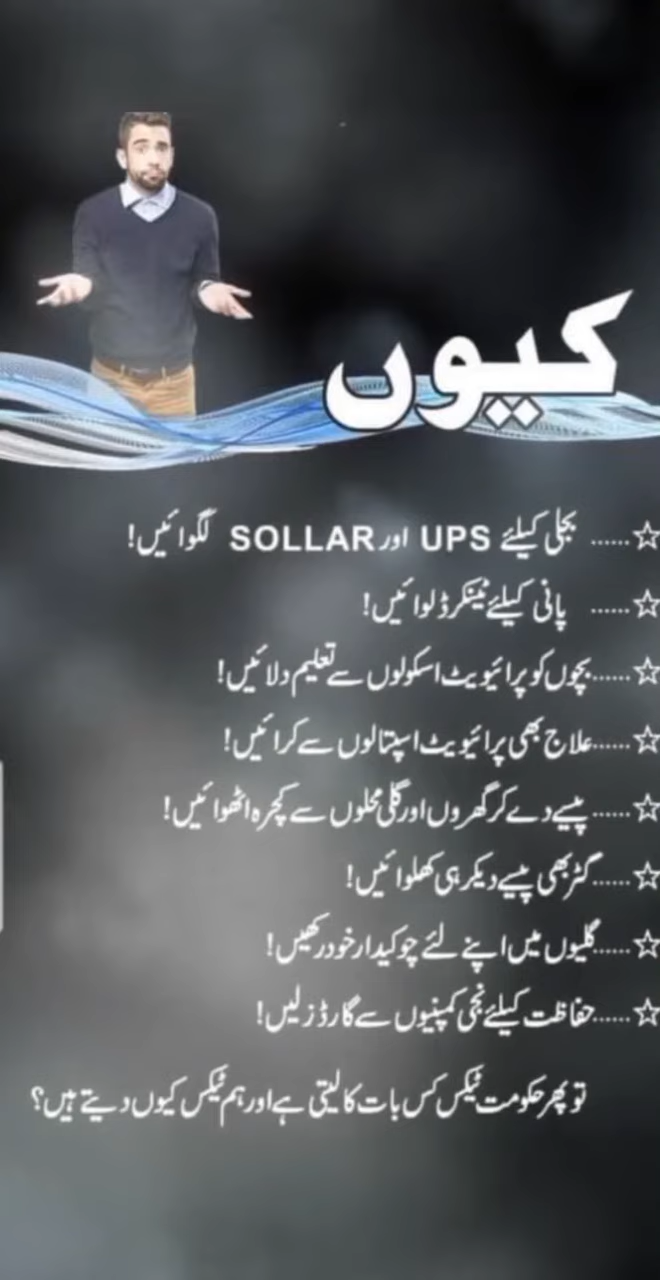 کیوں
☆...... بجلی کیلئے UPS اور SOLLAR لگوائیں!
☆...... پانی کیلئے ٹینکر ڈلوائیں!
☆......بچوں کو پرائیویٹ اسکولوں سے تعلیم دلائیں!
☆......علاج بھی پرائیویٹ اسپتالوں سے کرائیں!
☆...... پیسے دے کر گھروں اور گلی محلوں سے کچرہ اٹھوائیں!
☆......گٹر بھی پیسے دیکر ہی کھلوائیں!
☆......گلیوں میں اپنے لئے چوکیدار خود رکھیں!
☆......حفاظت کیلئے نجی کمپنیوں سے گارڈز لیں!
تو پھر حکومت ٹیکس کس بات کا لیتی ہے اور ہم ٹیکس کیوں دیتے ہیں؟